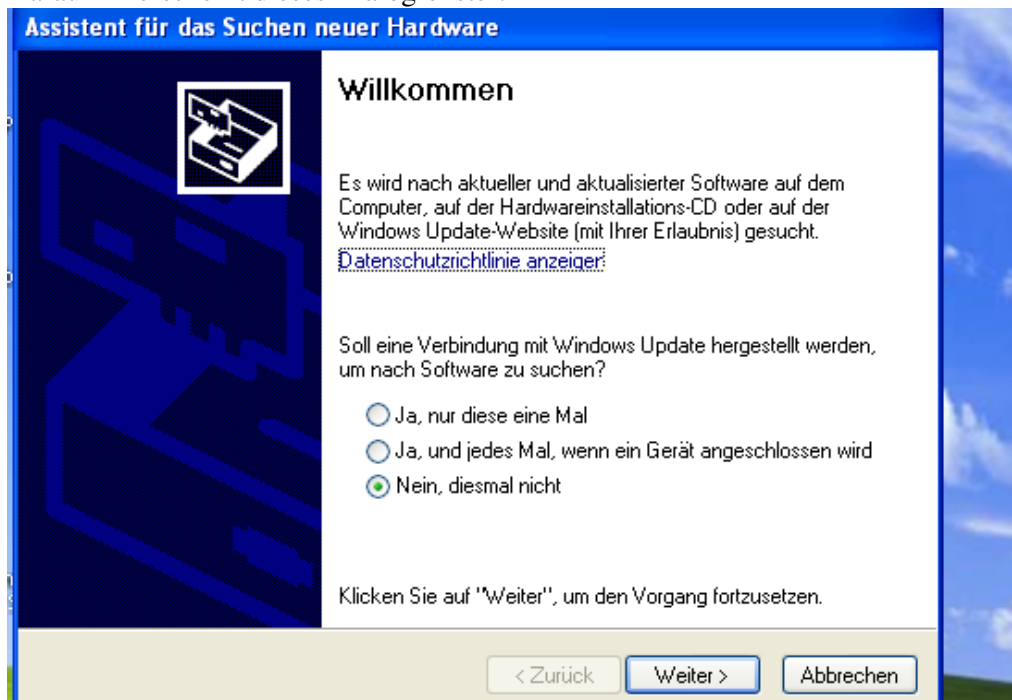 Assistent für das Suchen neuer Hardware
Willkommen
Es wird nach aktueller und aktualisierter Software auf dem
Computer, auf der Hardwareinstallations-CD oder auf der
Windows Update-Website (mit Ihrer Erlaubnis) gesucht.
Datenschutzrichtlinie anzeigen
Soll eine Verbindung mit Windows Update hergestellt werden,
um nach Software zu suchen?
Ja, nur diese eine Mal
Ja, und jedes Mal, wenn ein Gerät angeschlossen wird
Nein, diesmal nicht
Klicken Sie auf "Weiter", um den Vorgang fortzusetzen.
< Zurück
Weiter >
Abbrechen